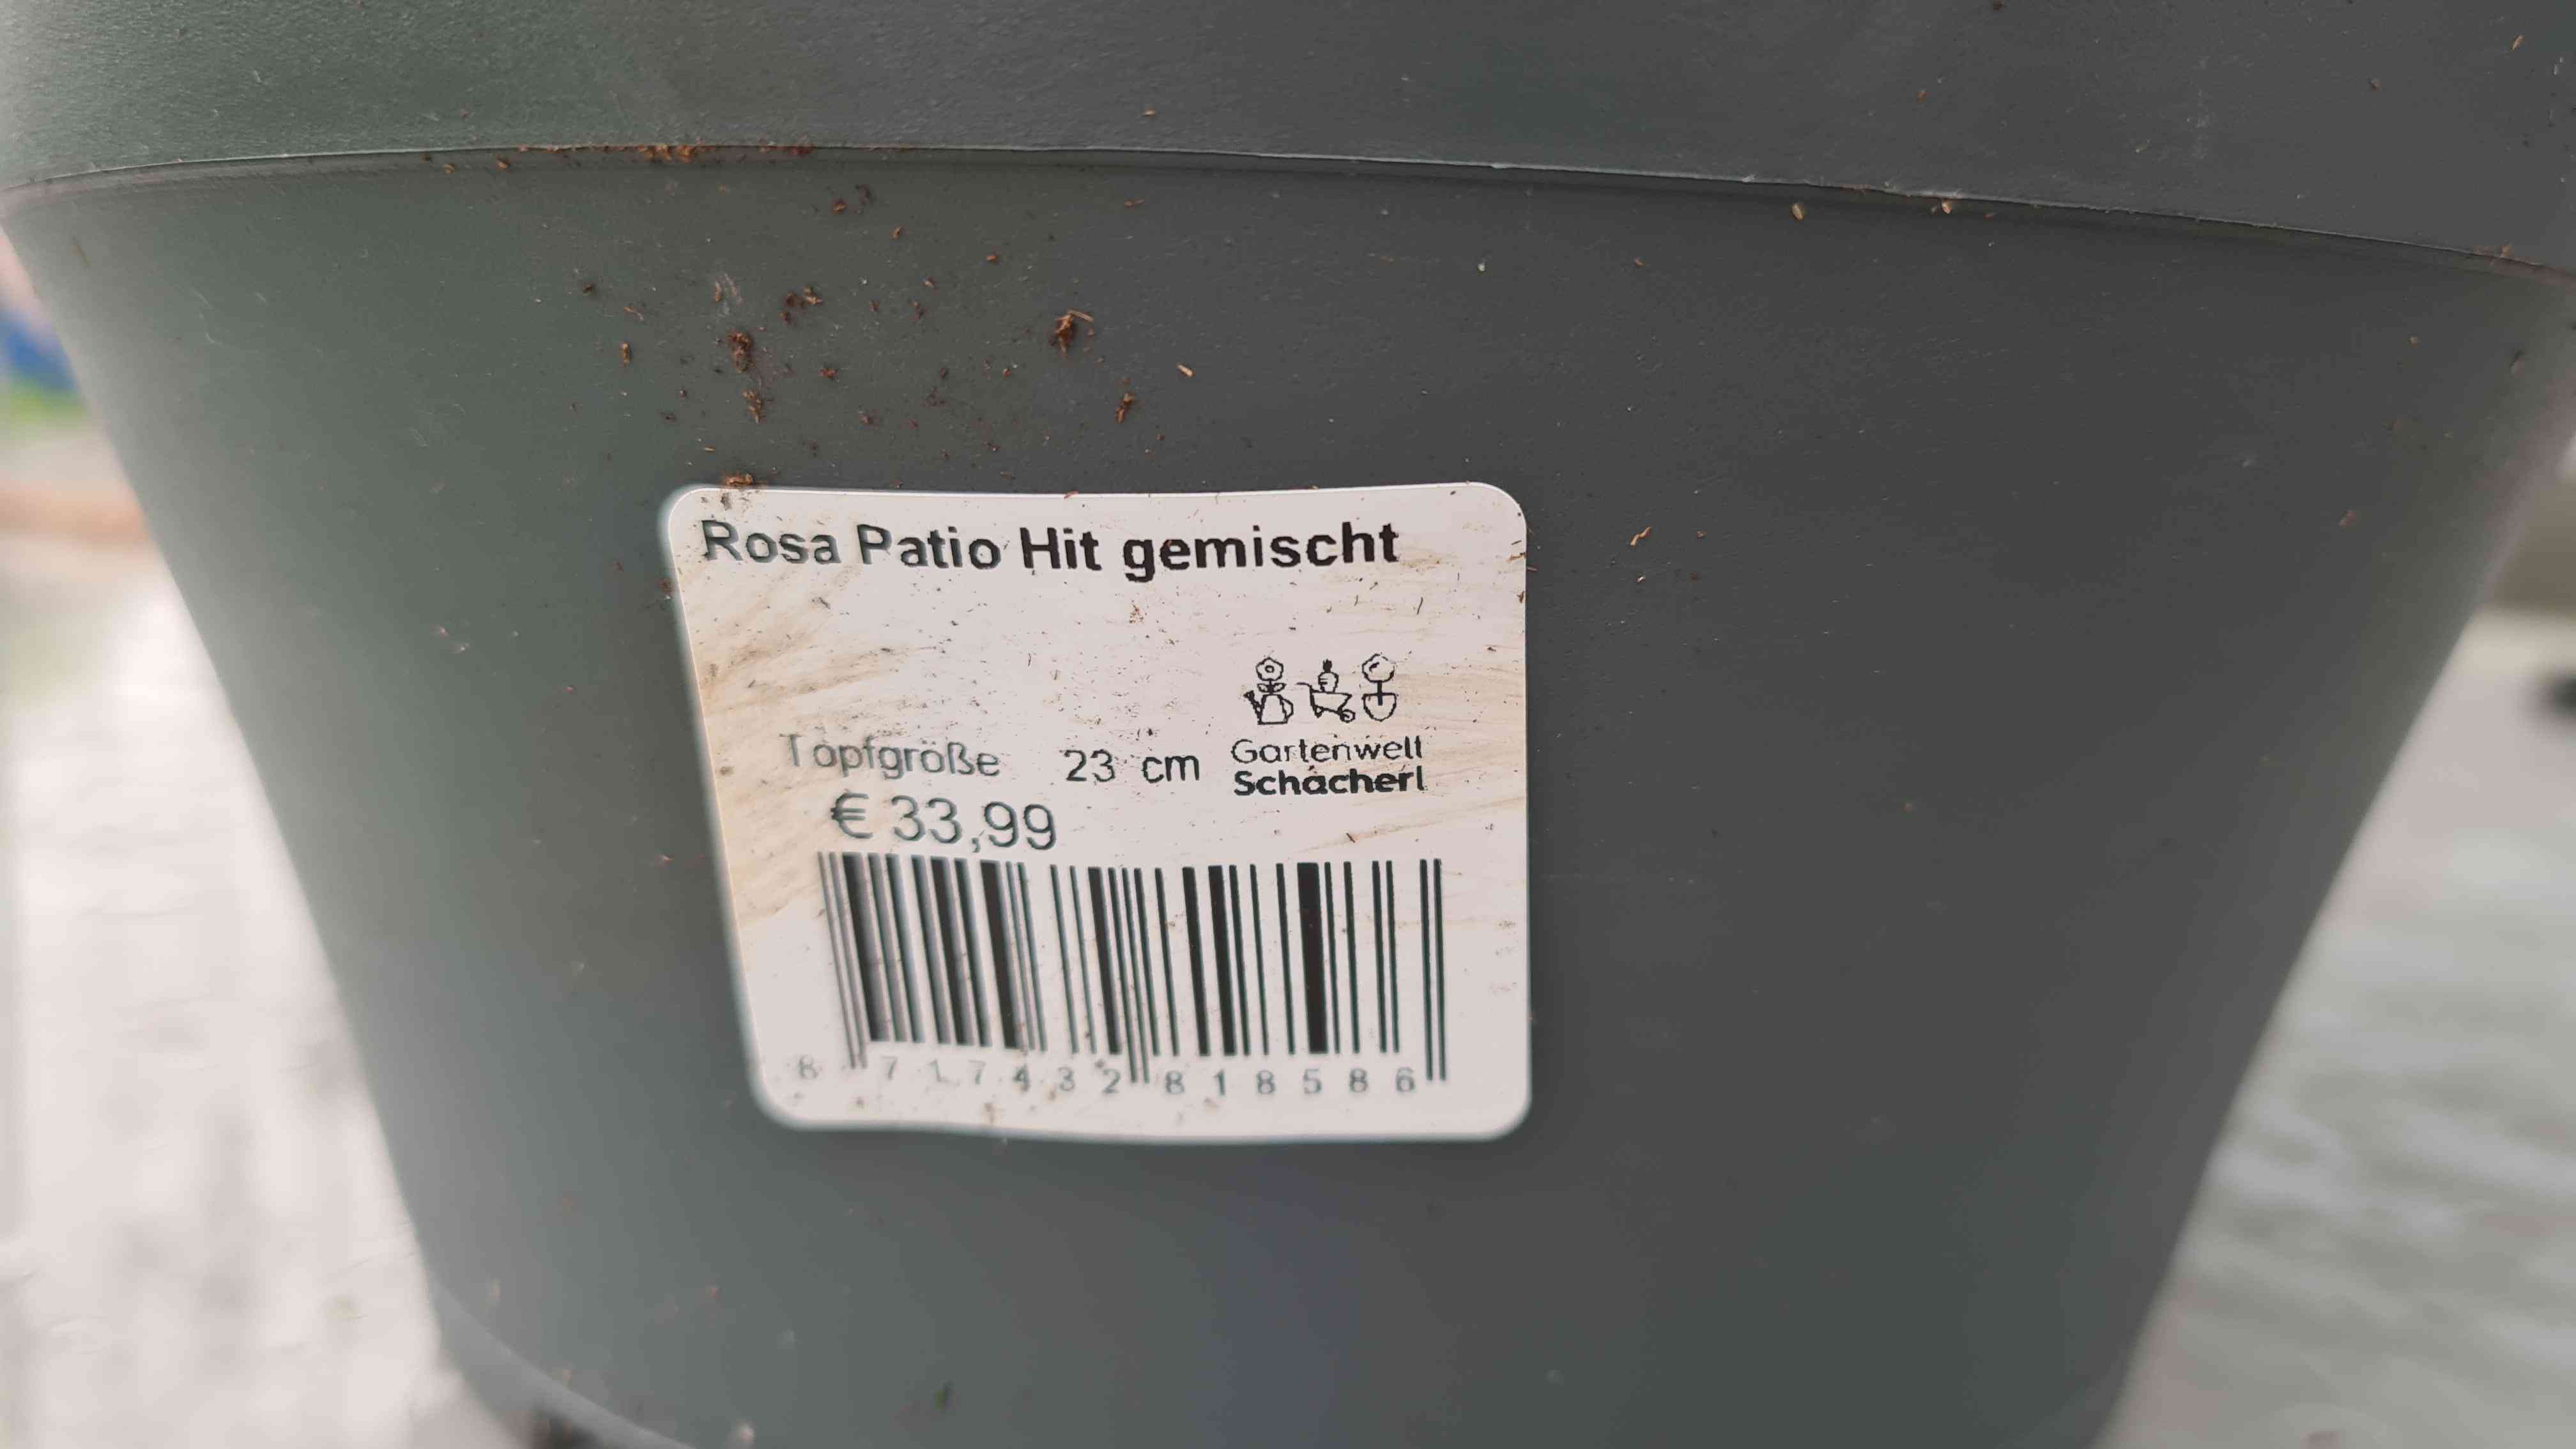 Rosa Patio Hit gemischt
Topfgröße 23 cm
Gartenwelt
Schächerl
€ 33,99
8 717432 818586